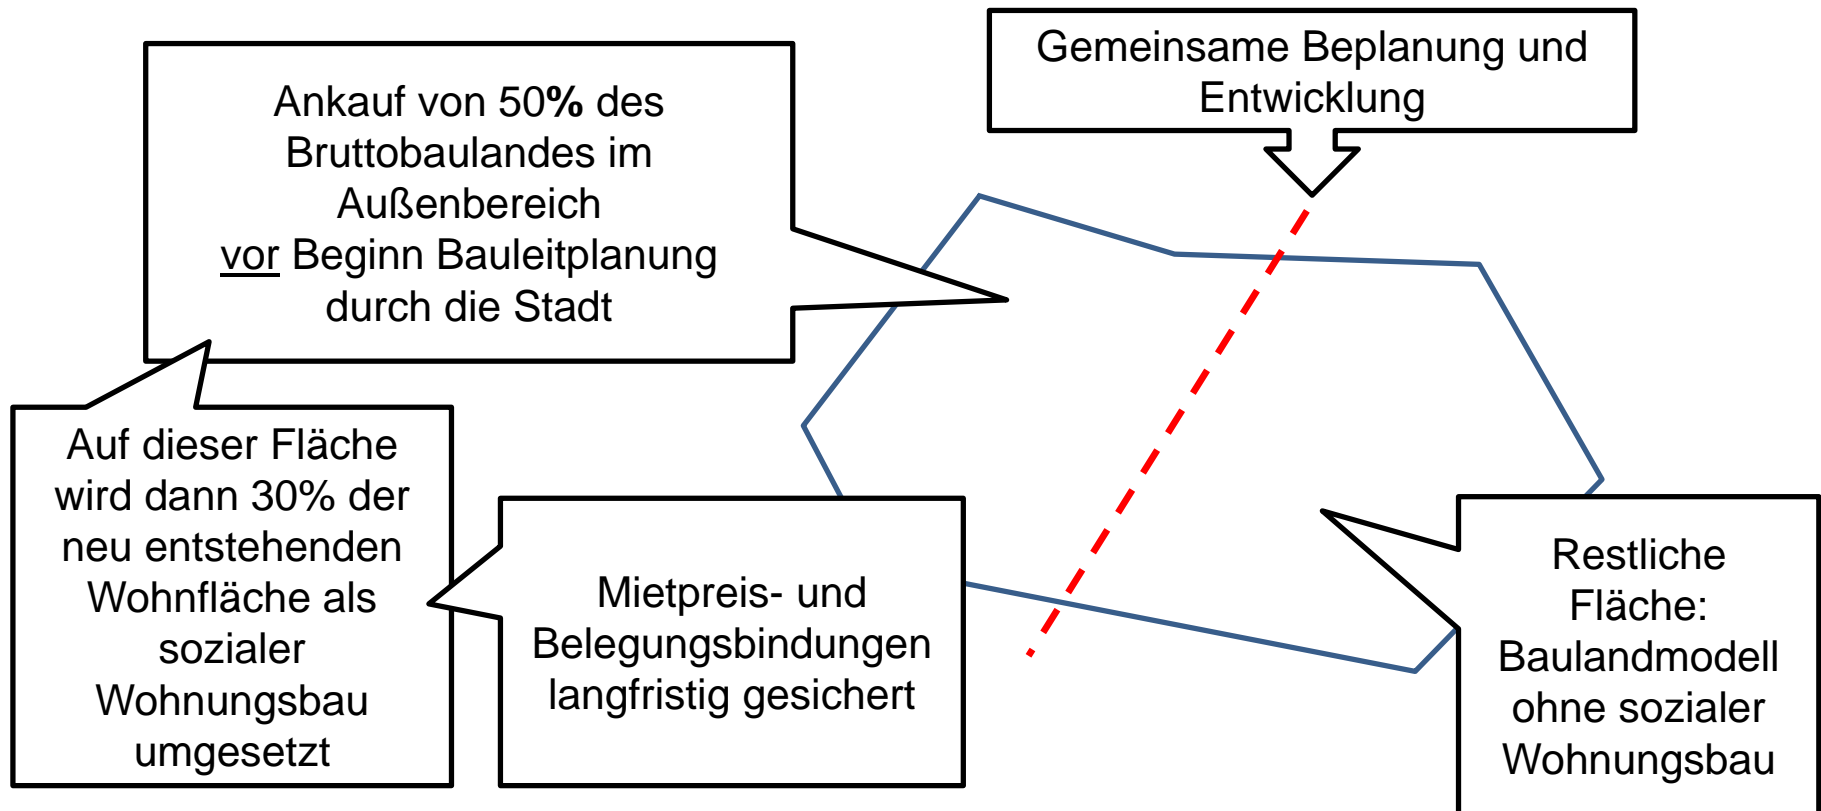 Gemeinsame Beplanung und
Entwicklung
Ankauf von 50% des
Bruttobaulandes im
Außenbereich
vor Beginn Bauleitplanung
durch die Stadt
Auf dieser Fläche
wird dann 30% der
neu entstehenden
Wohnfläche als
sozialer
Wohnungsbau
umgesetzt
Mietpreis- und
Belegungsbindungen
langfristig gesichert
Restliche
Fläche:
Baulandmodell
ohne sozialer
Wohnungsbau